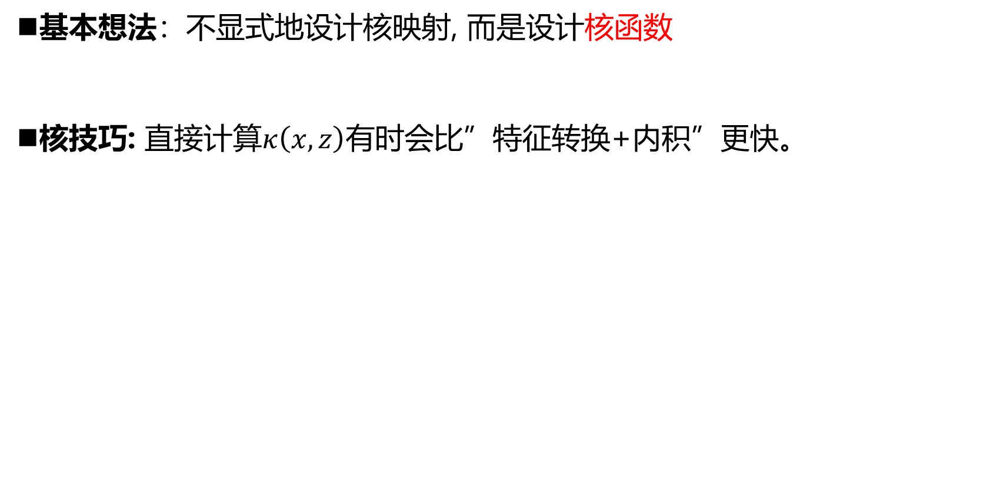 ■基本想法：不显式地设计核映射, 而是设计核函数
■核技巧: 直接计算κ(x, z)有时会比”特征转换+内积”更快。